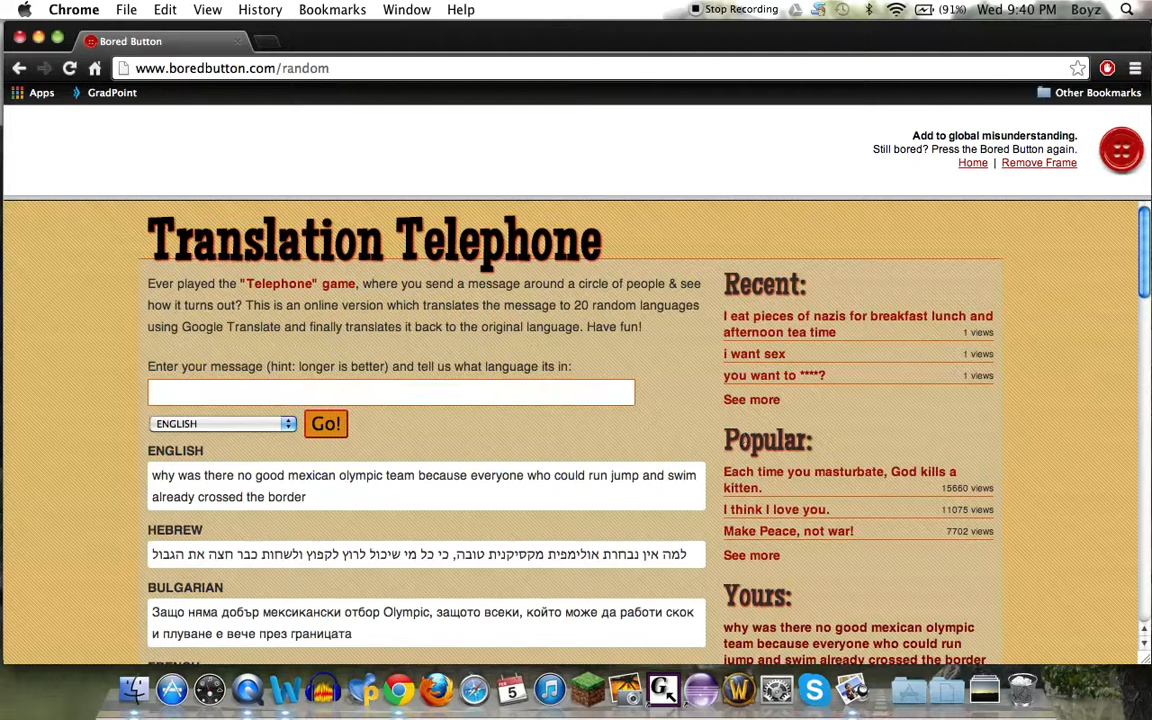 Chrome File Edit View History Bookmarks Window Help Stop Recording (91%) Wed 9:40 PM Boyz
Bored Button
www.boredbutton.com/random
Apps GradPoint Other Bookmarks
Add to global misunderstanding.
Still bored? Press the Bored Button again.
Home | Remove Frame
Translation Telephone
Ever played the "Telephone" game, where you send a message around a circle of people & see
how it turns out? This is an online version which translates the message to 20 random languages
using Google Translate and finally translates it back to the original language. Have fun!
Enter your message (hint: longer is better) and tell us what language its in:
ENGLISH Go!
ENGLISH
why was there no good mexican olympic team because everyone who could run jump and swim
already crossed the border
HEBREW
למה אין נבחרת אולימפית מקסיקנית טובה, כי כל מי שיכול לרוץ לקפוץ ולשחות כבר חצה את הגבול
BULGARIAN
Защо няма добър мексикански отбор Olympic, защото всеки, който може да работи скок
и плуване е вече през границата
Recent:
I eat pieces of nazis for breakfast lunch and
afternoon tea time 1 views
i want sex 1 views
you want to ****? 1 views
See more
Popular:
Each time you masturbate, God kills a
kitten. 15660 views
I think I love you. 11075 views
Make Peace, not war! 7702 views
See more
Yours:
why was there no good mexican olympic
team because everyone who could run
jump and swim already crossed the border
FEB
5